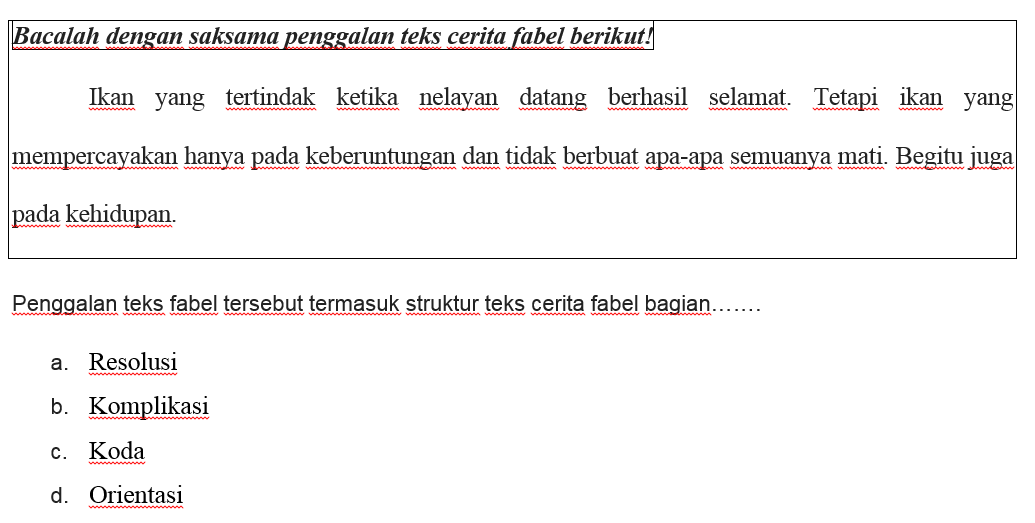 Bacalah dengan saksama penggalan teks cerita fabel berikut!
Ikan yang tertindak ketika nelayan datang berhasil selamat. Tetapi ikan yang
mempercayakan hanya pada keberuntungan dan tidak berbuat apa-apa semuanya mati. Begitu juga
pada kehidupan.
Penggalan teks fabel tersebut termasuk struktur teks cerita fabel bagian…….
a. Resolusi
b. Komplikasi
c. Koda
d. Orientasi